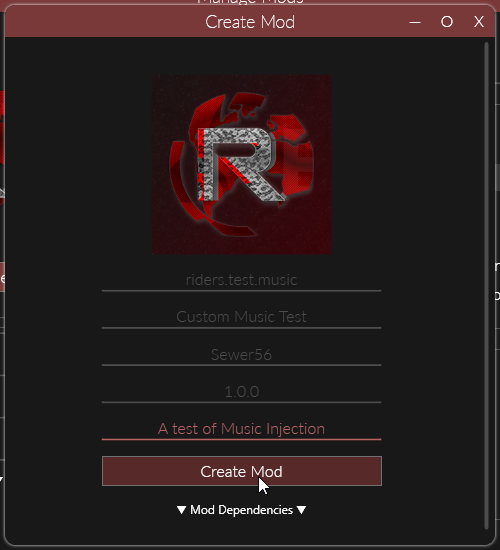 Manage Mods
Create Mod
X
R
riders.test.music
Custom Music Test
Sewer56
1.0.0
A test of Music Injection
Create Mod
▼ Mod Dependencies ▼